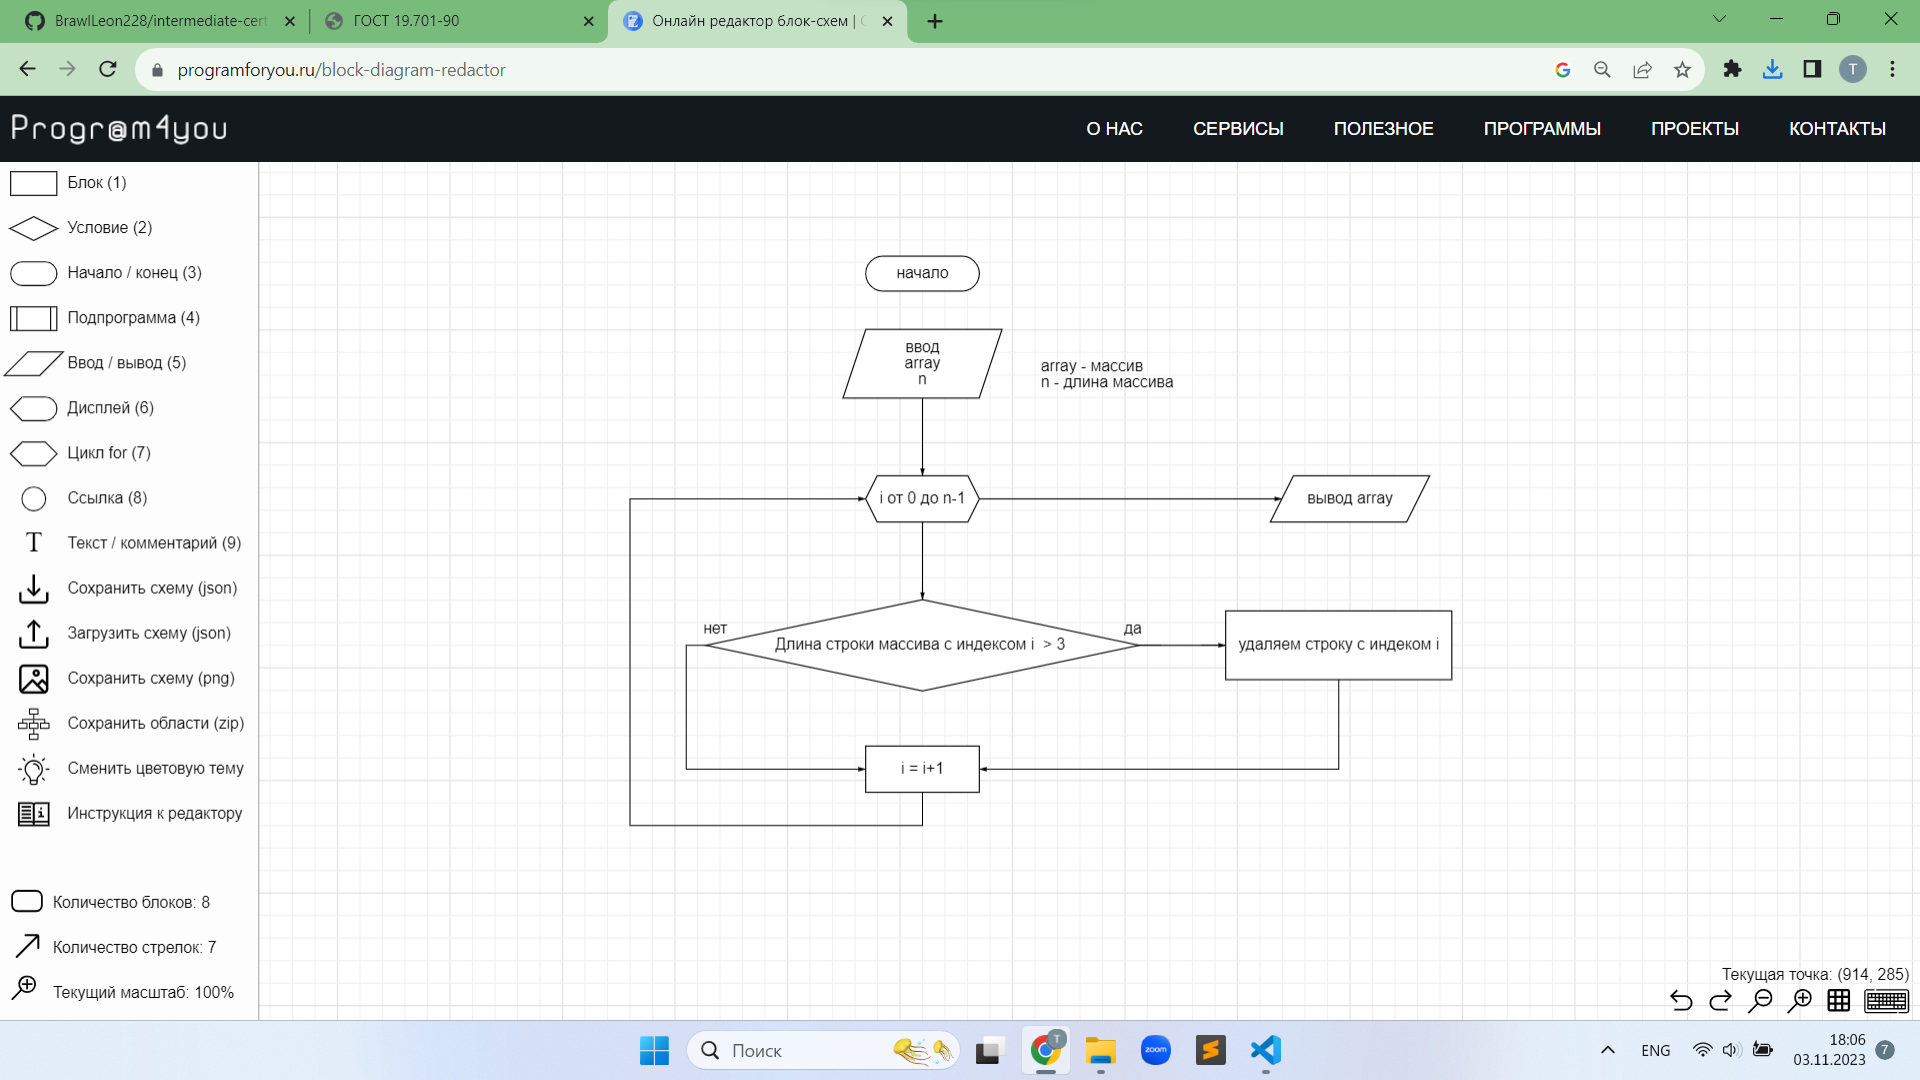 BrawlLeon228/intermediate-cert
ГОСТ 19.701-90
Онлайн редактор блок-схем |
programforyou.ru/block-diagram-redactor
T
Progr@m4you
О НАС
СЕРВИСЫ
ПОЛЕЗНОЕ
ПРОГРАММЫ
ПРОЕКТЫ
КОНТАКТЫ
Блок (1)
Условие (2)
Начало / конец (3)
Подпрограмма (4)
Ввод / вывод (5)
Дисплей (6)
Цикл for (7)
Ссылка (8)
T Текст / комментарий (9)
Сохранить схему (json)
Загрузить схему (json)
Сохранить схему (png)
Сохранить области (zip)
Сменить цветовую тему
Инструкция к редактору
Количество блоков: 8
Количество стрелок: 7
Текущий масштаб: 100%
начало
ввод
array
n
array - массив
n - длина массива
i от 0 до n-1
вывод array
нет
Длина строки массива с индексом i > 3
да
удаляем строку с индеком i
i = i+1
Текущая точка: (914, 285)
Поиск
T
zoom
ENG
18:06
03.11.2023
7